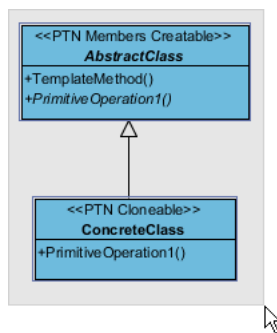 <<PTN Members Creatable>>
AbstractClass
+TemplateMethod()
+PrimitiveOperation1()
<<PTN Cloneable>>
ConcreteClass
+PrimitiveOperation1()